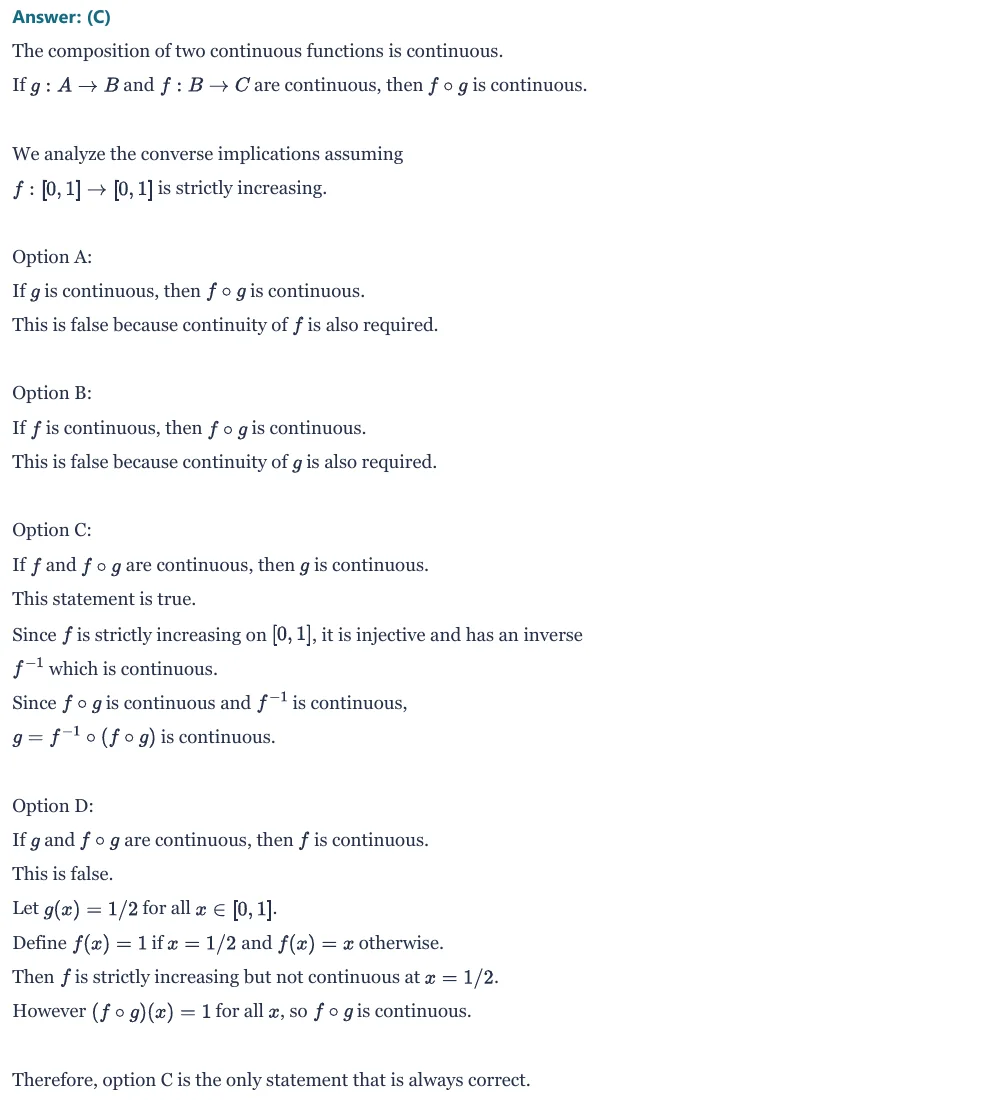 Answer: (C)
The composition of two continuous functions is continuous.
If g : A → B and f : B → C are continuous, then f ∘ g is continuous.
We analyze the converse implications assuming
f : [0, 1] → [0, 1] is strictly increasing.
Option A:
If g is continuous, then f ∘ g is continuous.
This is false because continuity of f is also required.
Option B:
If f is continuous, then f ∘ g is continuous.
This is false because continuity of g is also required.
Option C:
If f and f ∘ g are continuous, then g is continuous.
This statement is true.
Since f is strictly increasing on [0, 1], it is injective and has an inverse
f⁻¹ which is continuous.
Since f ∘ g is continuous and f⁻¹ is continuous,
g = f⁻¹ ∘ (f ∘ g) is continuous.
Option D:
If g and f ∘ g are continuous, then f is continuous.
This is false.
Let g(x) = 1/2 for all x ∈ [0, 1].
Define f(x) = 1 if x = 1/2 and f(x) = x otherwise.
Then f is strictly increasing but not continuous at x = 1/2.
However (f ∘ g)(x) = 1 for all x, so f ∘ g is continuous.
Therefore, option C is the only statement that is always correct.